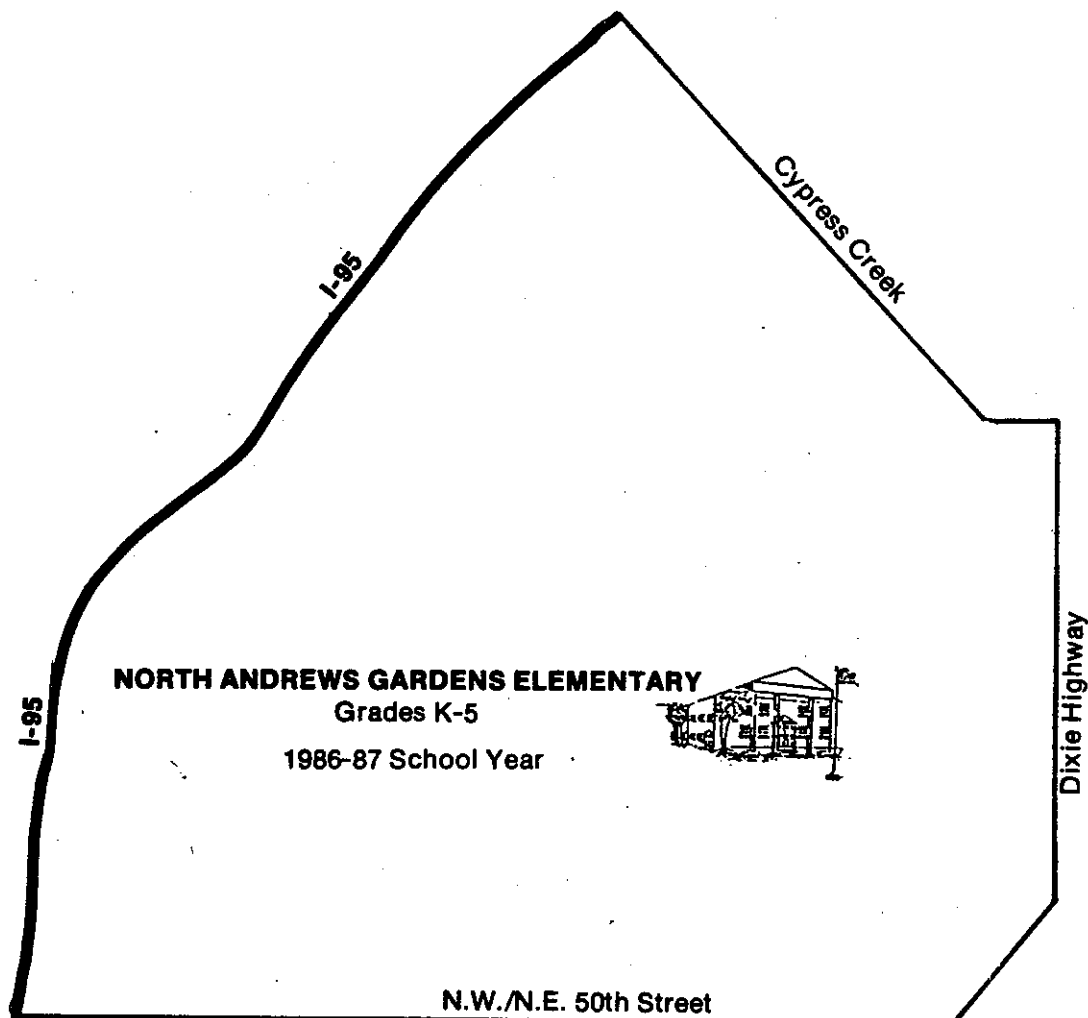 Cypress Creek
I-95
NORTH ANDREWS GARDENS ELEMENTARY
Grades K-5
1986-87 School Year
I-95
Dixie Highway
N.W./N.E. 50th Street